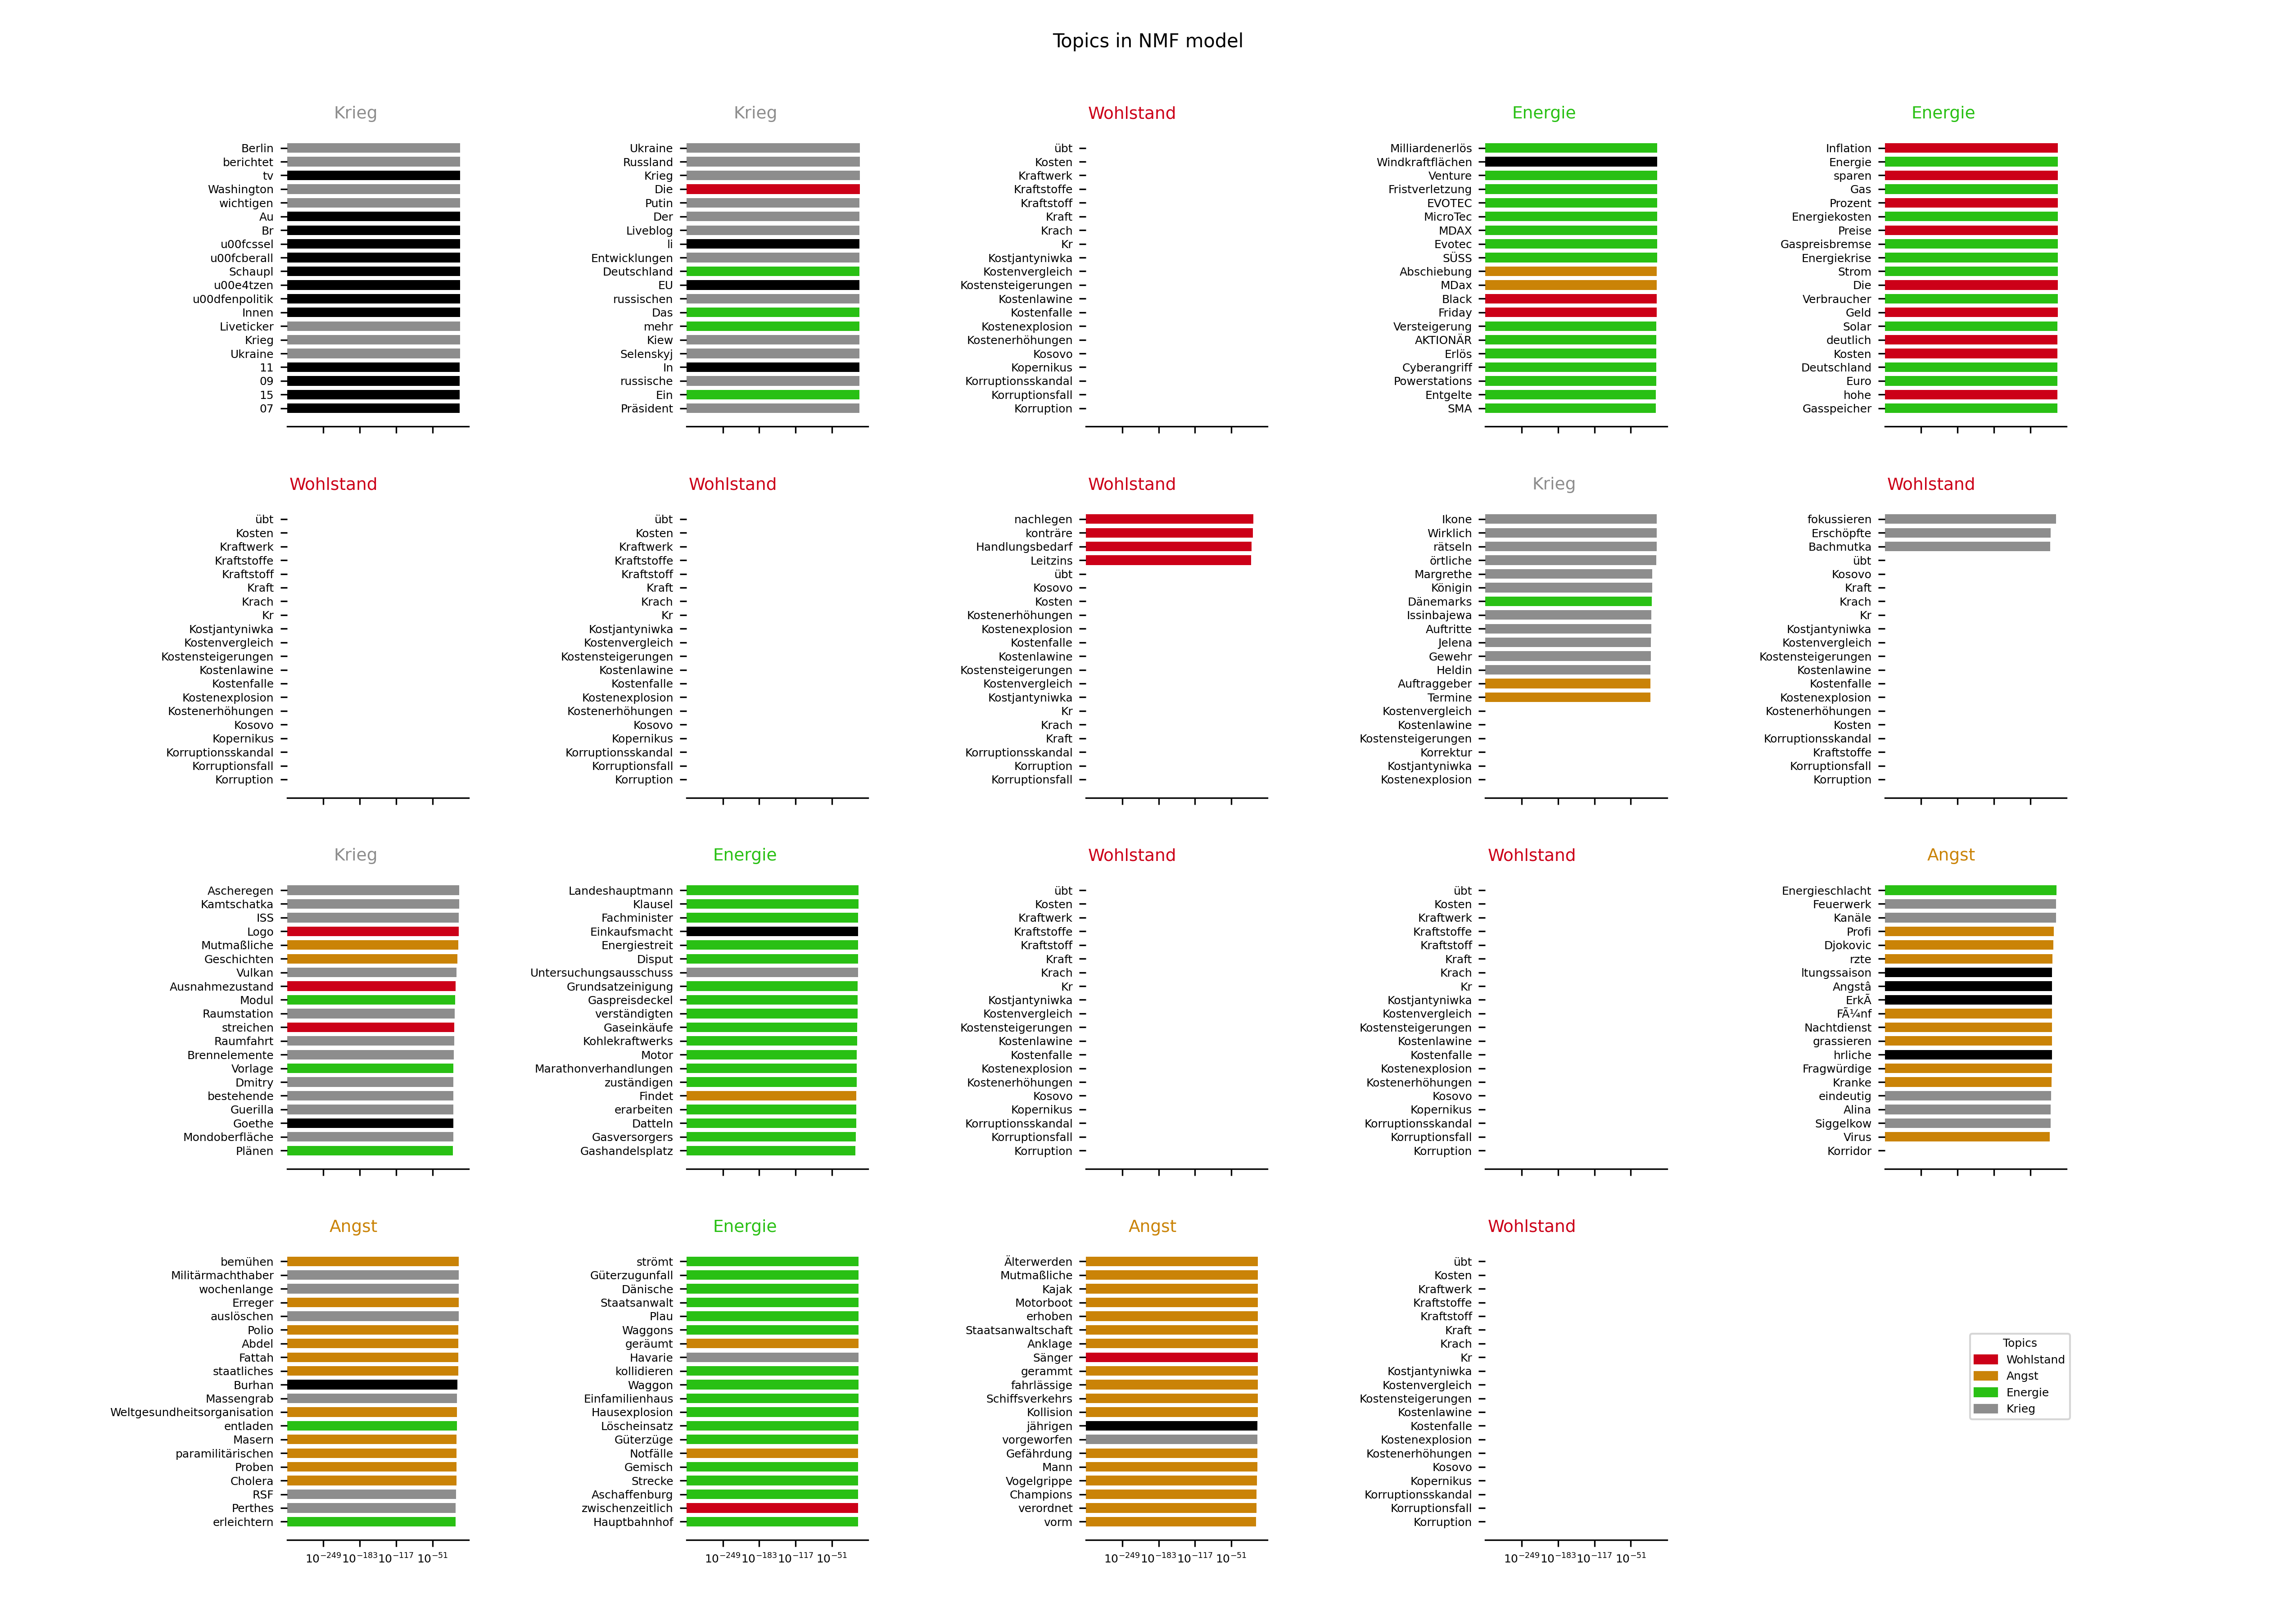 Topics in NMF model
Krieg
Berlin
berichtet
tv
Washington
wichtigen
Au
Br
u00fcssel
u00fcberall
Schaupl
u00e4tzen
u00dfenpolitik
Innen
Liveticker
Krieg
Ukraine
11
09
15
07
Krieg
Ukraine
Russland
Krieg
Die
Putin
Der
Liveblog
li
Entwicklungen
Deutschland
EU
russischen
Das
mehr
Kiew
Selenskyj
In
russische
Ein
Präsident
Wohlstand
übt
Kosten
Kraftwerk
Kraftstoffe
Kraftstoff
Kraft
Krach
Kr
Kostjantyniwka
Kostenvergleich
Kostensteigerungen
Kostenlawine
Kostenfalle
Kostenexplosion
Kostenerhöhungen
Kosovo
Kopernikus
Korruptionsskandal
Korruptionsfall
Korruption
Energie
Milliardenerlös
Windkraftflächen
Venture
Fristverletzung
EVOTEC
MicroTec
MDAX
Evotec
SÜSS
Abschiebung
MDax
Black
Friday
Versteigerung
AKTIONÄR
Erlös
Cyberangriff
Powerstations
Entgelte
SMA
Energie
Inflation
Energie
sparen
Gas
Prozent
Energiekosten
Preise
Gaspreisbremse
Energiekrise
Strom
Die
Verbraucher
Geld
Solar
deutlich
Kosten
Deutschland
Euro
hohe
Gasspeicher
Wohlstand
übt
Kosten
Kraftwerk
Kraftstoffe
Kraftstoff
Kraft
Krach
Kr
Kostjantyniwka
Kostenvergleich
Kostensteigerungen
Kostenlawine
Kostenfalle
Kostenexplosion
Kostenerhöhungen
Kosovo
Kopernikus
Korruptionsskandal
Korruptionsfall
Korruption
Wohlstand
übt
Kosten
Kraftwerk
Kraftstoffe
Kraftstoff
Kraft
Krach
Kr
Kostjantyniwka
Kostenvergleich
Kostensteigerungen
Kostenlawine
Kostenfalle
Kostenexplosion
Kostenerhöhungen
Kosovo
Kopernikus
Korruptionsskandal
Korruptionsfall
Korruption
Wohlstand
nachlegen
konträre
Handlungsbedarf
Leitzins
übt
Kosovo
Kosten
Kostenerhöhungen
Kostenexplosion
Kostenfalle
Kostenlawine
Kostensteigerungen
Kostenvergleich
Kostjantyniwka
Kr
Krach
Kraft
Korruptionsskandal
Korruption
Korruptionsfall
Krieg
Ikone
Wirklich
rätseln
örtliche
Margrethe
Königin
Dänemarks
Issinbajewa
Auftritte
Jelena
Gewehr
Heldin
Auftraggeber
Termine
Kostenvergleich
Kostenlawine
Kostensteigerungen
Korrektur
Kostjantyniwka
Kostenexplosion
Wohlstand
fokussieren
Erschöpfte
Bachmutka
übt
Kosovo
Kraft
Krach
Kr
Kostjantyniwka
Kostenvergleich
Kostensteigerungen
Kostenlawine
Kostenfalle
Kostenexplosion
Kostenerhöhungen
Kosten
Korruptionsskandal
Kraftstoffe
Korruptionsfall
Korruption
Krieg
Ascheregen
Kamtschatka
ISS
Logo
Mutmaßliche
Geschichten
Vulkan
Ausnahmezustand
Modul
Raumstation
streichen
Raumfahrt
Brennelemente
Vorlage
Dmitry
bestehende
Guerilla
Goethe
Mondoberfläche
Plänen
Energie
Landeshauptmann
Klausel
Fachminister
Einkaufsmacht
Energiestreit
Disput
Untersuchungsausschuss
Grundsatzeinigung
Gaspreisdeckel
verständigten
Gaseinkäufe
Kohlekraftwerks
Motor
Marathonverhandlungen
zuständigen
Findet
erarbeiten
Datteln
Gasversorgers
Gashandelsplatz
Wohlstand
übt
Kosten
Kraftwerk
Kraftstoffe
Kraftstoff
Kraft
Krach
Kr
Kostjantyniwka
Kostenvergleich
Kostensteigerungen
Kostenlawine
Kostenfalle
Kostenexplosion
Kostenerhöhungen
Kosovo
Kopernikus
Korruptionsskandal
Korruptionsfall
Korruption
Wohlstand
übt
Kosten
Kraftwerk
Kraftstoffe
Kraftstoff
Kraft
Krach
Kr
Kostjantyniwka
Kostenvergleich
Kostensteigerungen
Kostenlawine
Kostenfalle
Kostenexplosion
Kostenerhöhungen
Kosovo
Kopernikus
Korruptionsskandal
Korruptionsfall
Korruption
Angst
Energieschlacht
Feuerwerk
Kanäle
Profi
Djokovic
rzte
ltungssaison
Angstâ
ErkÃ
FÃ¼nf
Nachtdienst
grassieren
hrliche
Fragwürdige
Kranke
eindeutig
Alina
Siggelkow
Virus
Korridor
Angst
bemühen
Militärmachthaber
wochenlange
Erreger
auslöschen
Polio
Abdel
Fattah
staatliches
Burhan
Massengrab
Weltgesundheitsorganisation
entladen
Masern
paramilitärischen
Proben
Cholera
RSF
Perthes
erleichtern
10⁻²⁴⁹ 10⁻¹⁸³ 10⁻¹¹⁷ 10⁻⁵¹
Energie
strömt
Güterzugunfall
Dänische
Staatsanwalt
Plau
Waggons
geräumt
Havarie
kollidieren
Waggon
Einfamilienhaus
Hausexplosion
Löscheinsatz
Güterzüge
Notfälle
Gemisch
Strecke
Aschaffenburg
zwischenzeitlich
Hauptbahnhof
10⁻²⁴⁹ 10⁻¹⁸³ 10⁻¹¹⁷ 10⁻⁵¹
Angst
Älterwerden
Mutmaßliche
Kajak
Motorboot
erhoben
Staatsanwaltschaft
Anklage
Sänger
gerammt
fahrlässige
Schiffsverkehrs
Kollision
jährigen
vorgeworfen
Gefährdung
Mann
Vogelgrippe
Champions
verordnet
vorm
10⁻²⁴⁹ 10⁻¹⁸³ 10⁻¹¹⁷ 10⁻⁵¹
Wohlstand
übt
Kosten
Kraftwerk
Kraftstoffe
Kraftstoff
Kraft
Krach
Kr
Kostjantyniwka
Kostenvergleich
Kostensteigerungen
Kostenlawine
Kostenfalle
Kostenexplosion
Kostenerhöhungen
Kosovo
Kopernikus
Korruptionsskandal
Korruptionsfall
Korruption
10⁻²⁴⁹ 10⁻¹⁸³ 10⁻¹¹⁷ 10⁻⁵¹
Topics
Wohlstand
Angst
Energie
Krieg